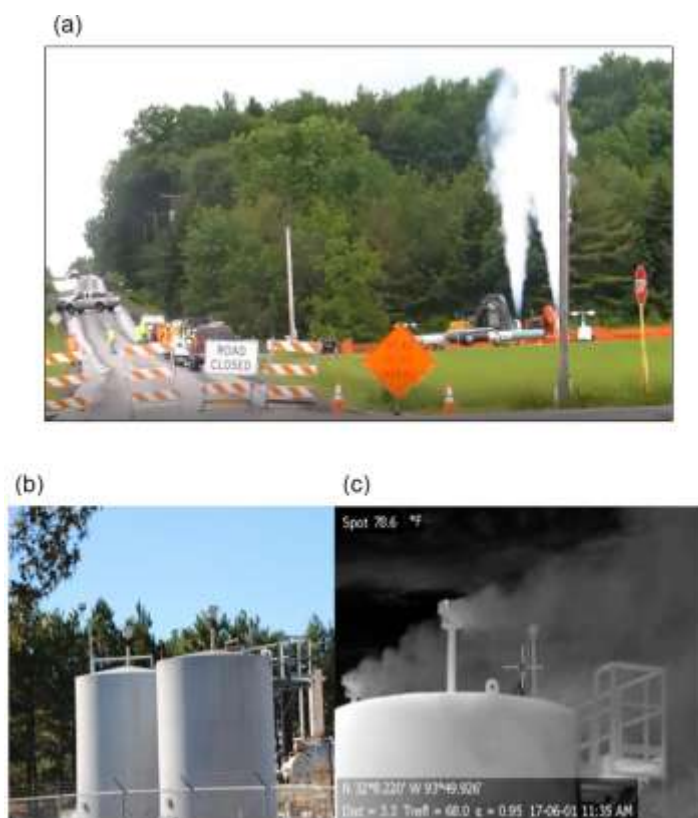 (a)
ROAD
CLOSED
(b)
(c)
Spot 78.6 °F
N 32°8.220' W 93°49.926'
Dist = 3.3 Trefl = 68.0 ε = 0.95 17-06-01 11:35 AM